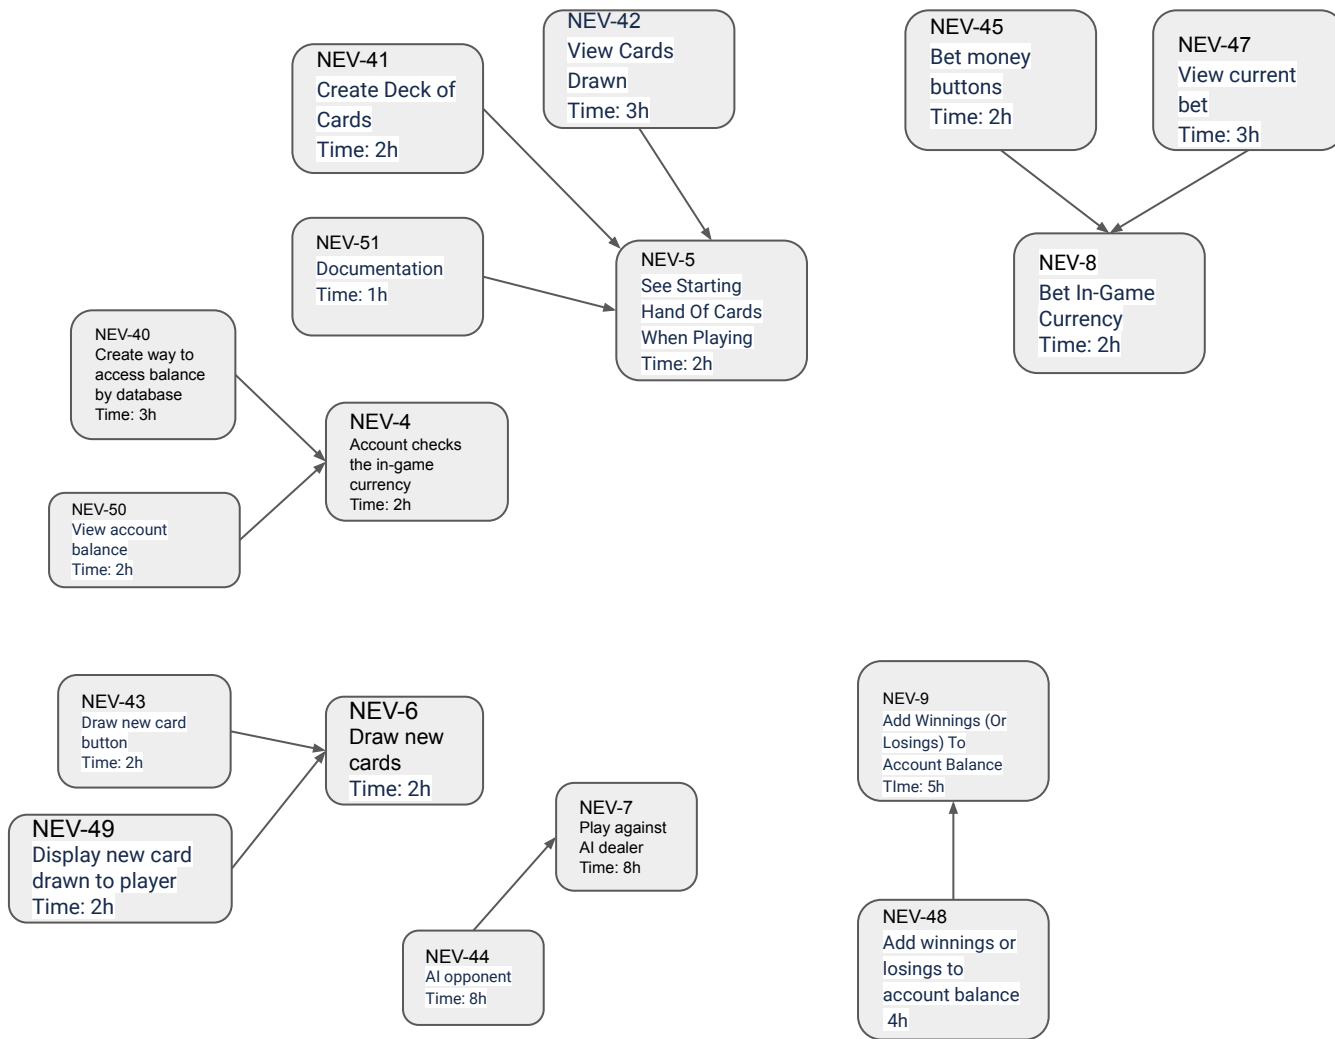 NEV-42
View Cards
Drawn
Time: 3h
NEV-45
Bet money
buttons
Time: 2h
NEV-47
View current
bet
Time: 3h
NEV-41
Create Deck of
Cards
Time: 2h
NEV-51
Documentation
Time: 1h
NEV-5
See Starting
Hand Of Cards
When Playing
Time: 2h
NEV-8
Bet In-Game
Currency
Time: 2h
NEV-40
Create way to
access balance
by database
Time: 3h
NEV-4
Account checks
the in-game
currency
Time: 2h
NEV-50
View account
balance
Time: 2h
NEV-43
Draw new card
button
Time: 2h
NEV-6
Draw new
cards
Time: 2h
NEV-9
Add Winnings (Or
Losings) To
Account Balance
TIme: 5h
NEV-49
Display new card
drawn to player
Time: 2h
NEV-7
Play against
AI dealer
Time: 8h
NEV-44
AI opponent
Time: 8h
NEV-48
Add winnings or
losings to
account balance
4h